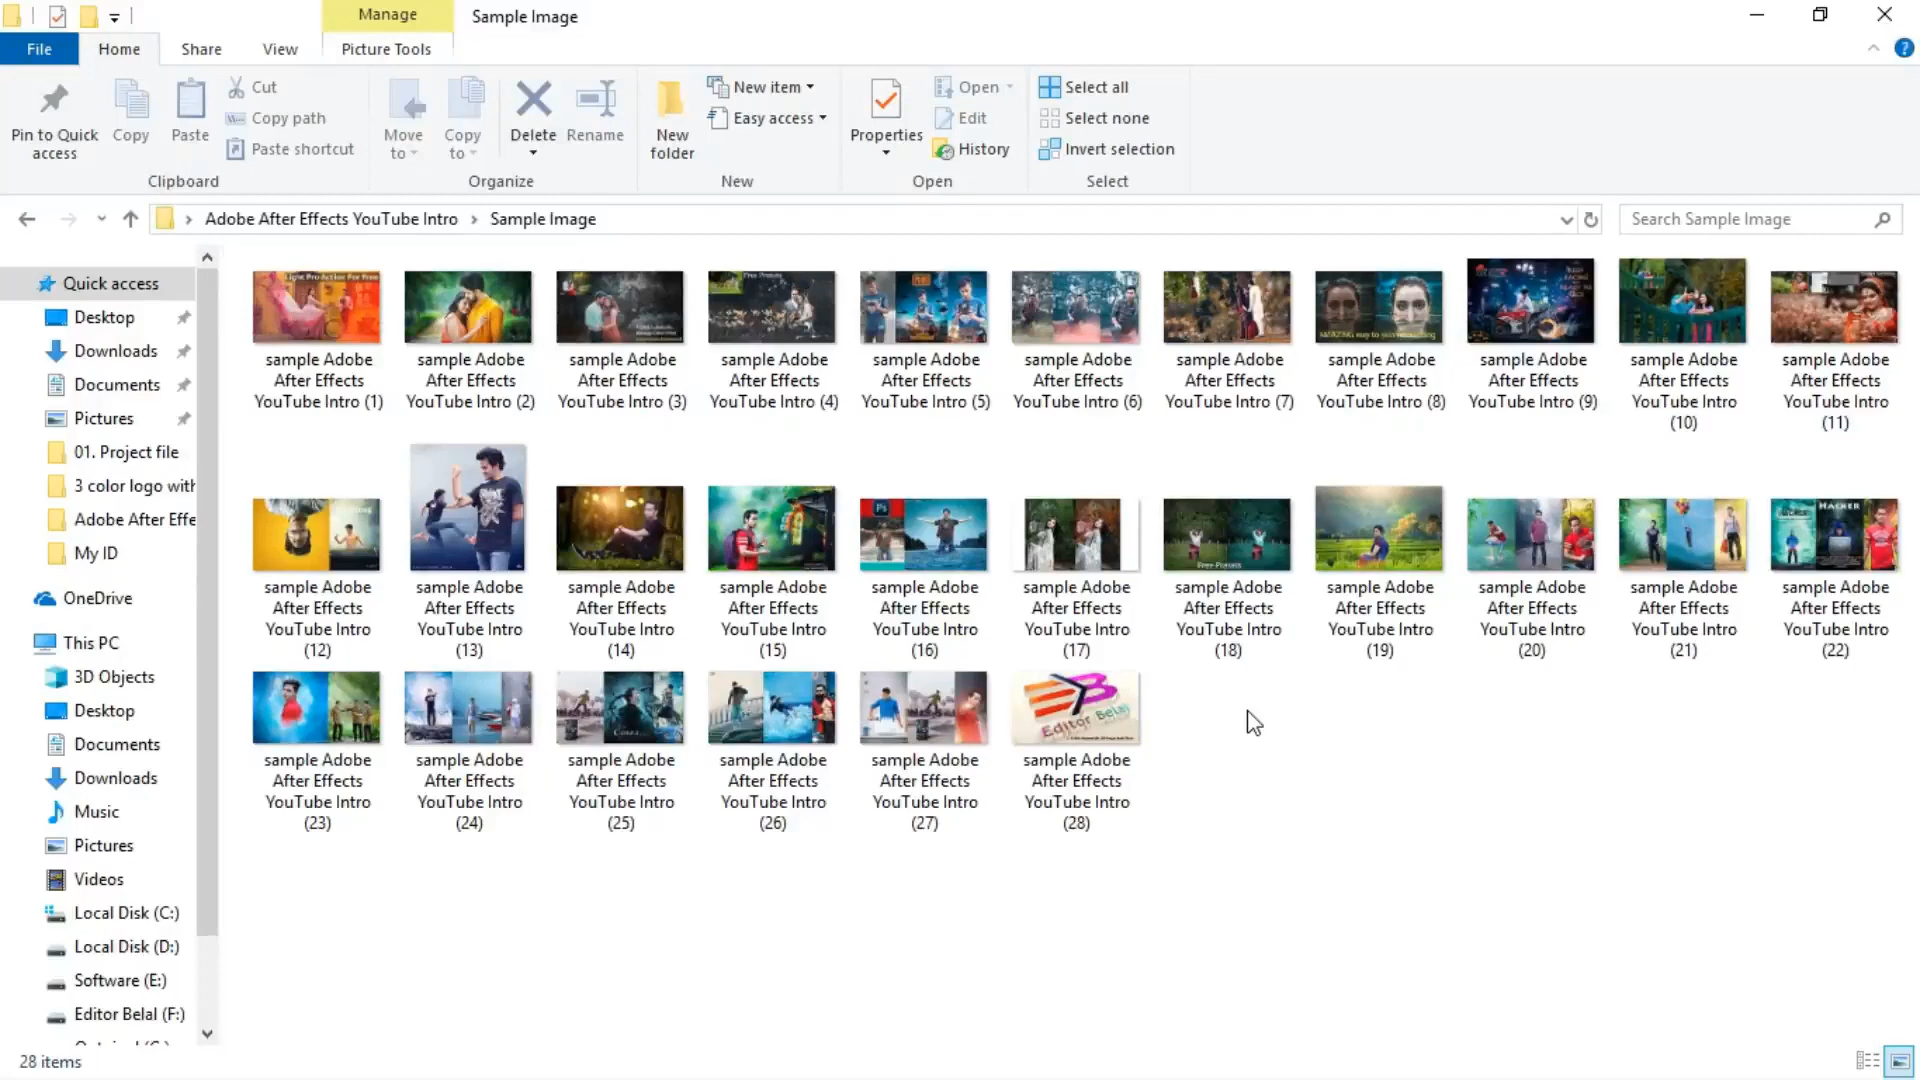 Manage
Sample Image
File
Home
Share
View
Picture Tools
Pin to Quick access
Copy
Paste
Cut
Copy path
Paste shortcut
Clipboard
Move to
Copy to
Delete
Rename
Organize
New folder
New item
Easy access
New
Properties
Open
Edit
History
Open
Select all
Select none
Invert selection
Select
Adobe After Effects YouTube Intro
Sample Image
Search Sample Image
Quick access
Desktop
Downloads
Documents
Pictures
01. Project file
3 color logo with
Adobe After Effe
My ID
OneDrive
This PC
3D Objects
Desktop
Documents
Downloads
Music
Pictures
Videos
Local Disk (C:)
Local Disk (D:)
Software (E:)
Editor Belal (F:)
sample Adobe After Effects YouTube Intro (1)
sample Adobe After Effects YouTube Intro (2)
sample Adobe After Effects YouTube Intro (3)
sample Adobe After Effects YouTube Intro (4)
sample Adobe After Effects YouTube Intro (5)
sample Adobe After Effects YouTube Intro (6)
sample Adobe After Effects YouTube Intro (7)
sample Adobe After Effects YouTube Intro (8)
sample Adobe After Effects YouTube Intro (9)
sample Adobe After Effects YouTube Intro (10)
sample Adobe After Effects YouTube Intro (11)
sample Adobe After Effects YouTube Intro (12)
sample Adobe After Effects YouTube Intro (13)
sample Adobe After Effects YouTube Intro (14)
sample Adobe After Effects YouTube Intro (15)
Ps
sample Adobe After Effects YouTube Intro (16)
sample Adobe After Effects YouTube Intro (17)
Free Presets
sample Adobe After Effects YouTube Intro (18)
sample Adobe After Effects YouTube Intro (19)
sample Adobe After Effects YouTube Intro (20)
sample Adobe After Effects YouTube Intro (21)
HACKER
sample Adobe After Effects YouTube Intro (22)
sample Adobe After Effects YouTube Intro (23)
sample Adobe After Effects YouTube Intro (24)
sample Adobe After Effects YouTube Intro (25)
sample Adobe After Effects YouTube Intro (26)
sample Adobe After Effects YouTube Intro (27)
Editor Belal
sample Adobe After Effects YouTube Intro (28)
28 items